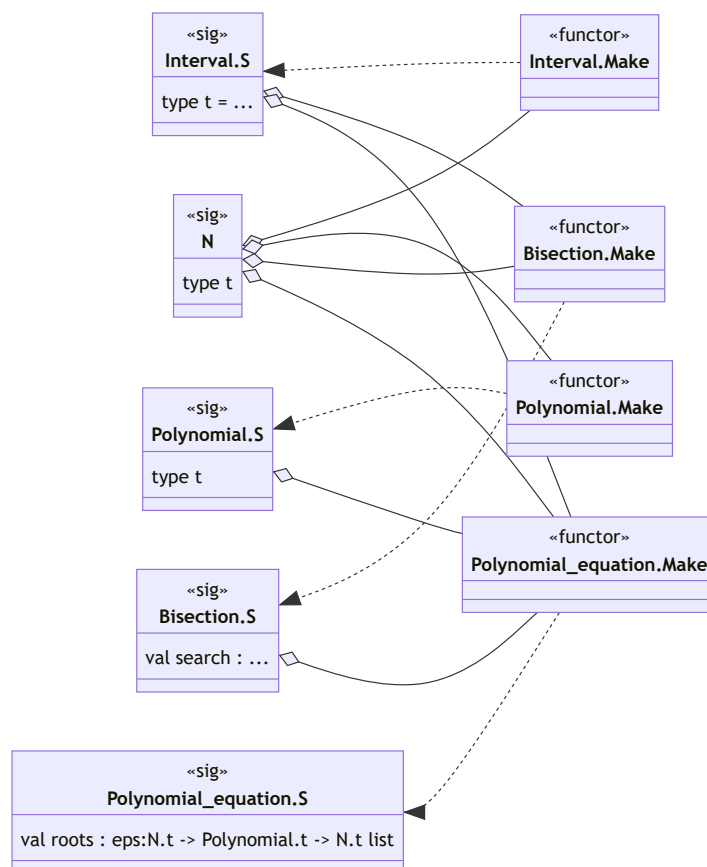 «sig»
Interval.S
type t = ...
«functor»
Interval.Make
«sig»
N
type t
«functor»
Bisection.Make
«sig»
Polynomial.S
type t
«functor»
Polynomial.Make
«functor»
Polynomial_equation.Make
«sig»
Bisection.S
val search : ...
«sig»
Polynomial_equation.S
val roots : eps:N.t -> Polynomial.t -> N.t list